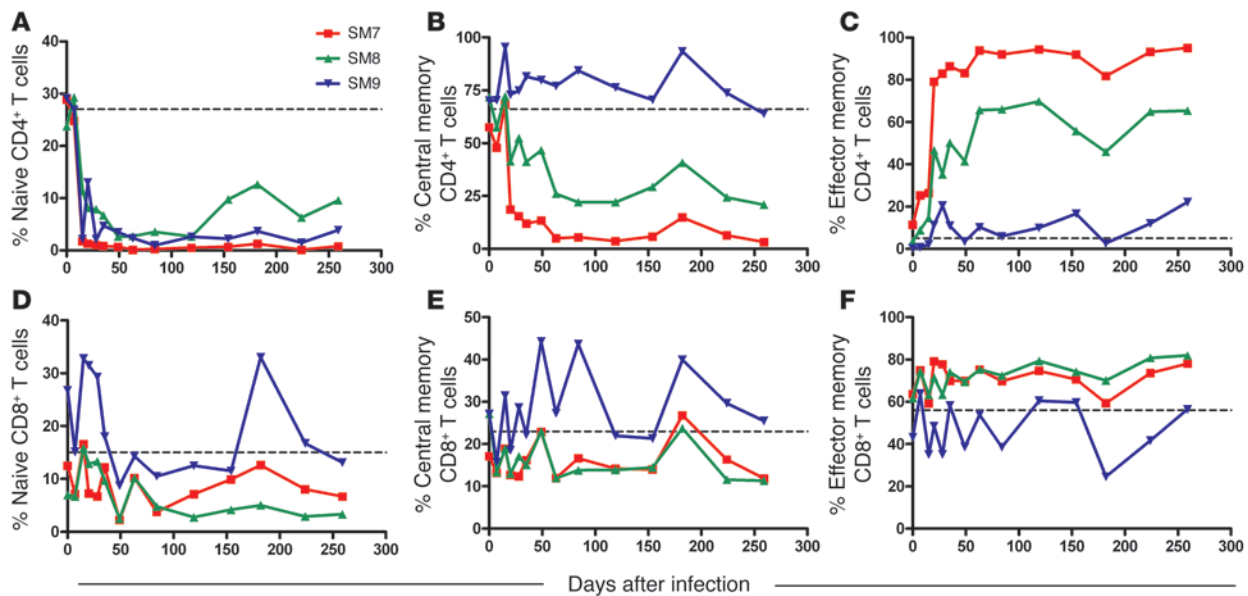 A
B
C
SM7
SM8
SM9
% Naive CD4⁺ T cells
40
30
20
10
0
0 50 100 150 200 250 300
% Central memory
CD4⁺ T cells
100
75
50
25
0
0 50 100 150 200 250 300
% Effector memory
CD4⁺ T cells
100
80
60
40
20
0
0 50 100 150 200 250 300
D
E
F
% Naive CD8⁺ T cells
40
30
20
10
0
0 50 100 150 200 250 300
% Central memory
CD8⁺ T cells
50
40
30
20
10
0
0 50 100 150 200 250 300
% Effector memory
CD8⁺ T cells
100
80
60
40
20
0
0 50 100 150 200 250 300
Days after infection